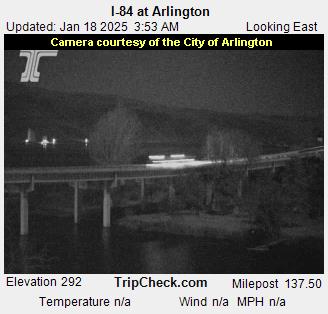 I-84 at Arlington
Updated: Jan 18 2025 3:53 AM Looking East
Camera courtesy of the City of Arlington
Elevation 292 TripCheck.com Milepost 137.50
Temperature n/a Wind n/a MPH n/a